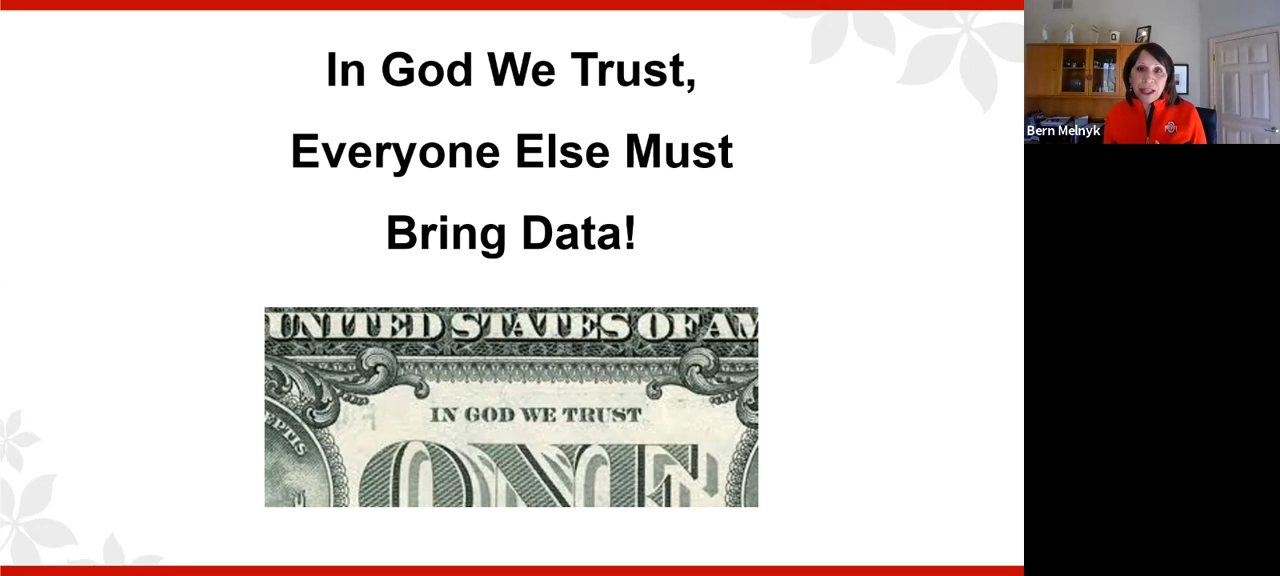 In God We Trust,
Everyone Else Must
Bring Data!
UNITED STATES OF AM
IN GOD WE TRUST
ONE
EPTIS
Bern Melnyk